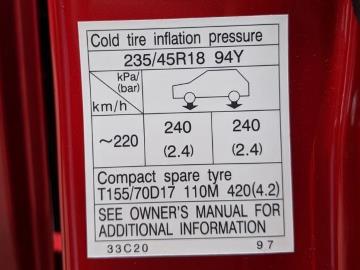 Cold tire inflation pressure
235/45R18 94Y
kPa/
(bar)
km/h
~220 240 240
(2.4) (2.4)
Compact spare tyre
T155/70D17 110M 420(4.2)
SEE OWNER'S MANUAL FOR
ADDITIONAL INFORMATION
33C20 97